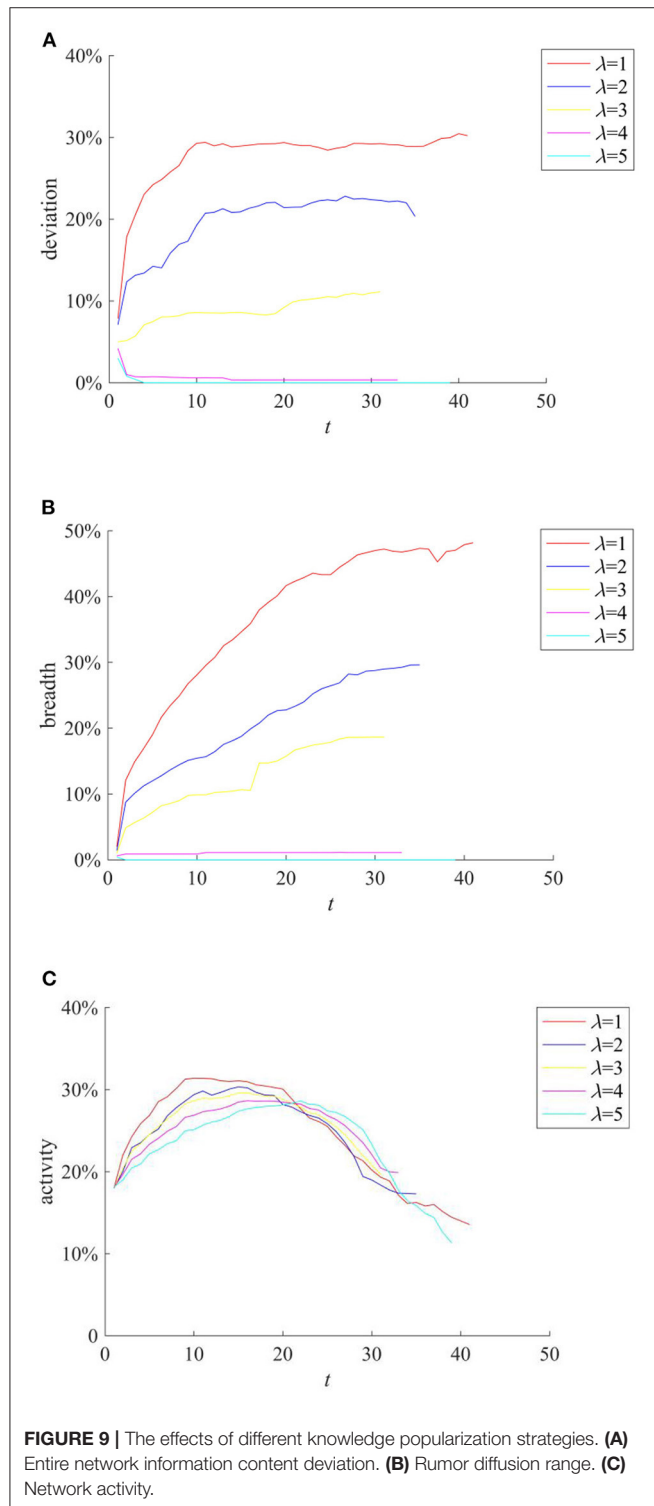 A
40%
30%
20%
10%
0%
deviation
0 10 20 30 40 50
t
λ=1
λ=2
λ=3
λ=4
λ=5
B
50%
40%
30%
20%
10%
0%
breadth
0 10 20 30 40 50
t
λ=1
λ=2
λ=3
λ=4
λ=5
C
40%
30%
20%
10%
0
activity
0 10 20 30 40 50
t
λ=1
λ=2
λ=3
λ=4
λ=5
FIGURE 9 | The effects of different knowledge popularization strategies. (A)
Entire network information content deviation. (B) Rumor diffusion range. (C)
Network activity.